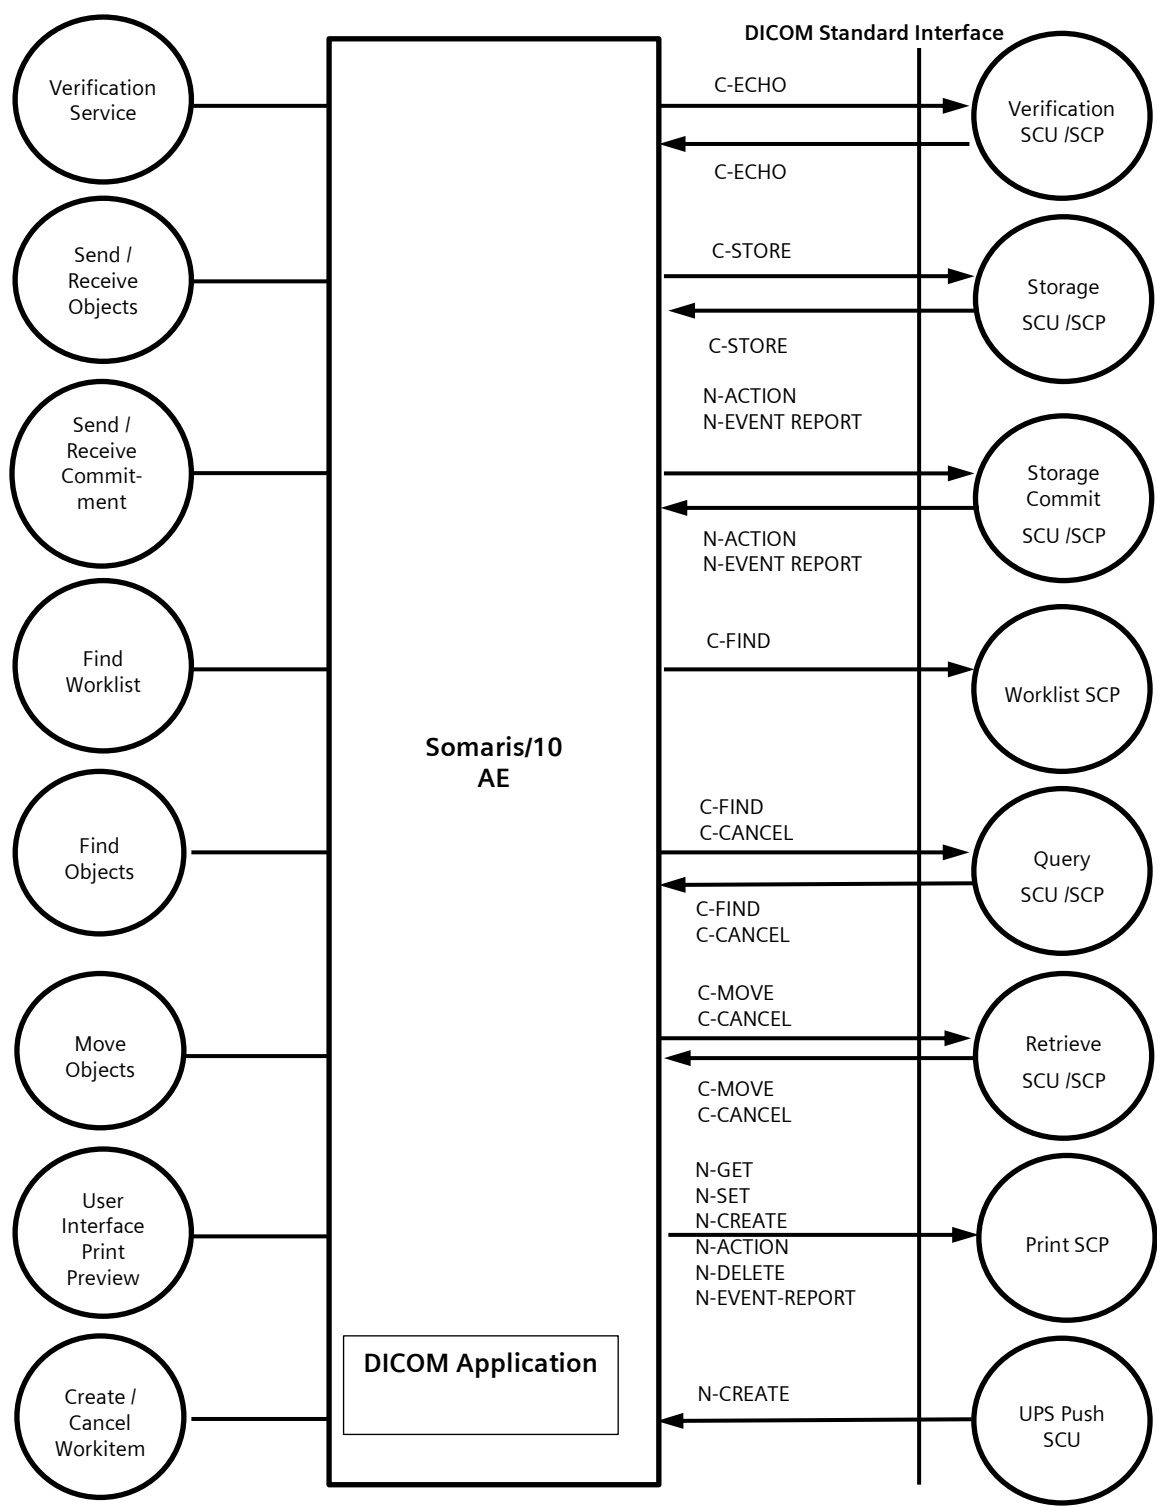 DICOM Standard Interface
Verification
Service
C-ECHO
Verification
SCU /SCP
C-ECHO
Send /
Receive
Objects
C-STORE
Storage
SCU /SCP
C-STORE
Send /
Receive
Commit-
ment
N-ACTION
N-EVENT REPORT
Storage
Commit
SCU /SCP
N-ACTION
N-EVENT REPORT
Find
Worklist
C-FIND
Worklist SCP
Somaris/10
AE
Find
Objects
C-FIND
C-CANCEL
Query
SCU /SCP
C-FIND
C-CANCEL
Move
Objects
C-MOVE
C-CANCEL
Retrieve
SCU /SCP
C-MOVE
C-CANCEL
User
Interface
Print
Preview
N-GET
N-SET
N-CREATE
N-ACTION
N-DELETE
N-EVENT-REPORT
Print SCP
DICOM Application
Create /
Cancel
Workitem
N-CREATE
UPS Push
SCU